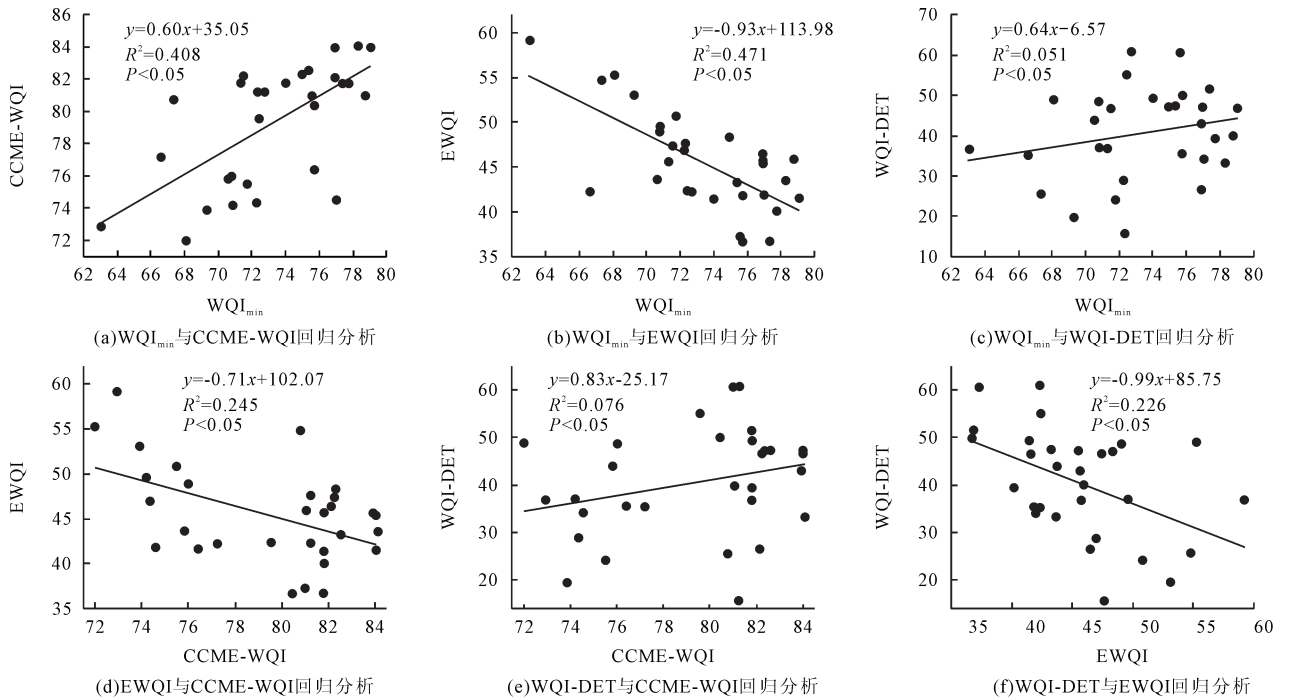 86
84
82
80
78
76
74
72
CCME-WQI
y=0.60x+35.05
R²=0.408
P<0.05
62 64 66 68 70 72 74 76 78 80
WQImin
(a)WQImin与CCME-WQI回归分析
60
55
50
45
40
35
EWQI
y=-0.93x+113.98
R²=0.471
P<0.05
62 64 66 68 70 72 74 76 78 80
WQImin
(b)WQImin与EWQI回归分析
70
60
50
40
30
20
10
WQI-DET
y=0.64x-6.57
R²=0.051
P<0.05
62 64 66 68 70 72 74 76 78 80
WQImin
(c)WQImin与WQI-DET回归分析
60
55
50
45
40
35
EWQI
y=-0.71x+102.07
R²=0.245
P<0.05
72 74 76 78 80 82 84
CCME-WQI
(d)EWQI与CCME-WQI回归分析
60
50
40
30
20
WQI-DET
y=0.83x-25.17
R²=0.076
P<0.05
72 74 76 78 80 82 84
CCME-WQI
(e)WQI-DET与CCME-WQI回归分析
60
50
40
30
20
WQI-DET
y=-0.99x+85.75
R²=0.226
P<0.05
35 40 45 50 55 60
EWQI
(f)WQI-DET与EWQI回归分析